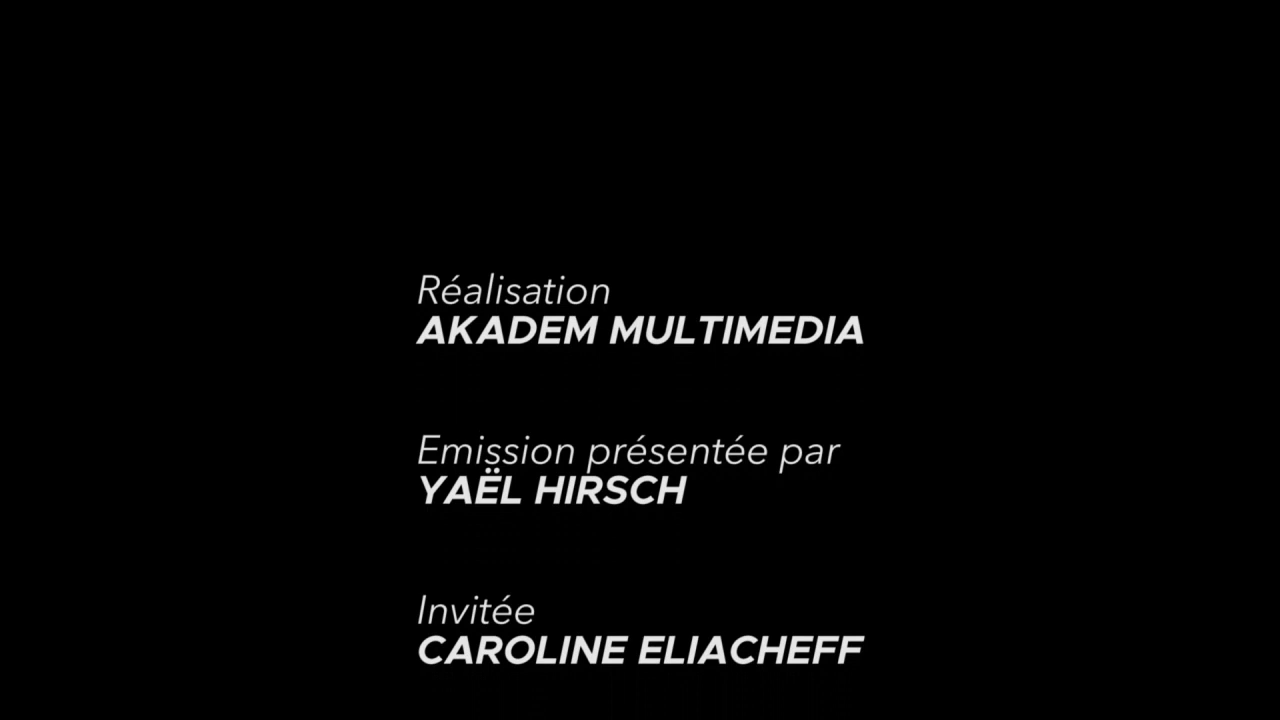 Réalisation
AKADEM MULTIMEDIA
Emission présentée par
YAËL HIRSCH
Invitée
CAROLINE ELIACHEFF